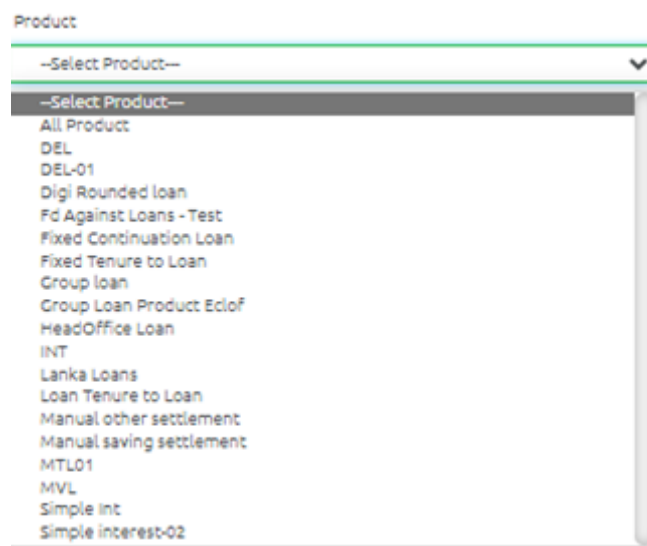 Product
--Select Product---
--Select Product---
All Product
DEL
DEL-01
Digi Rounded loan
Fd Against Loans - Test
Fixed Continuation Loan
Fixed Tenure to Loan
Group loan
Group Loan Product Eclof
HeadOffice Loan
INT
Lanka Loans
Loan Tenure to Loan
Manual other settlement
Manual saving settlement
MTL01
MVL
Simple Int
Simple interest-02